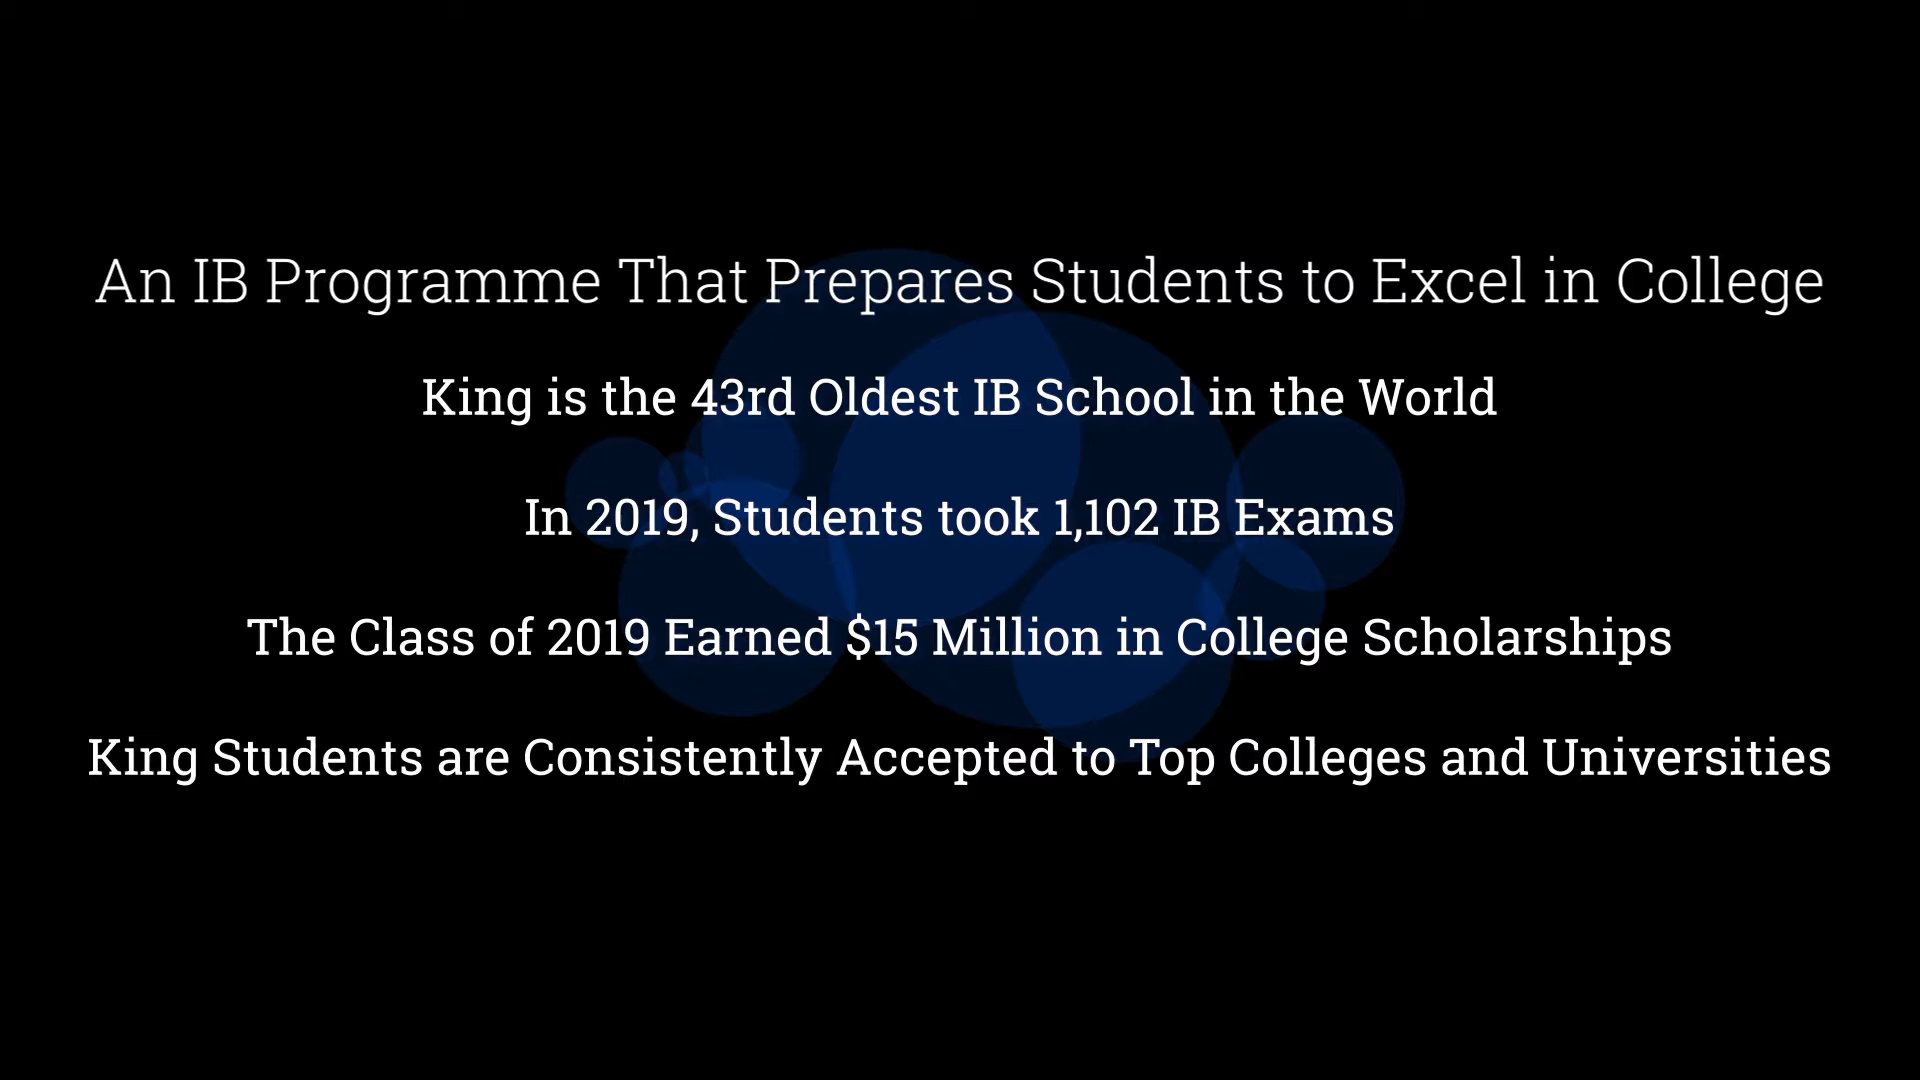 An IB Programme That Prepares Students to Excel in College
King is the 43rd Oldest IB School in the World
In 2019, Students took 1,102 IB Exams
The Class of 2019 Earned $15 Million in College Scholarships
King Students are Consistently Accepted to Top Colleges and Universities